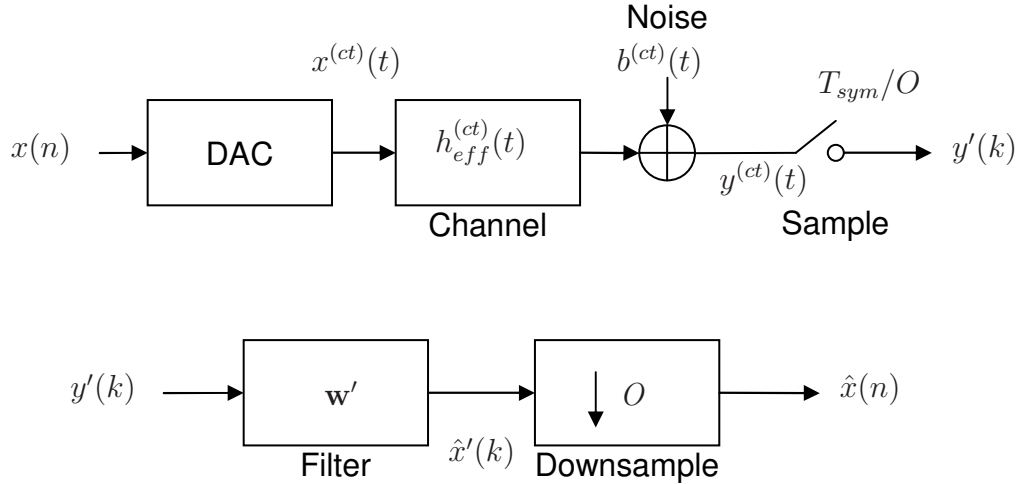 Noise
x^{(ct)}(t)
b^{(ct)}(t)
T_{sym}/O
x(n)
DAC
h_{eff}^{(ct)}(t)
y'(k)
y^{(ct)}(t)
Channel
Sample
y'(k)
w'
O
x̂(n)
Filter
x̂'(k)
Downsample